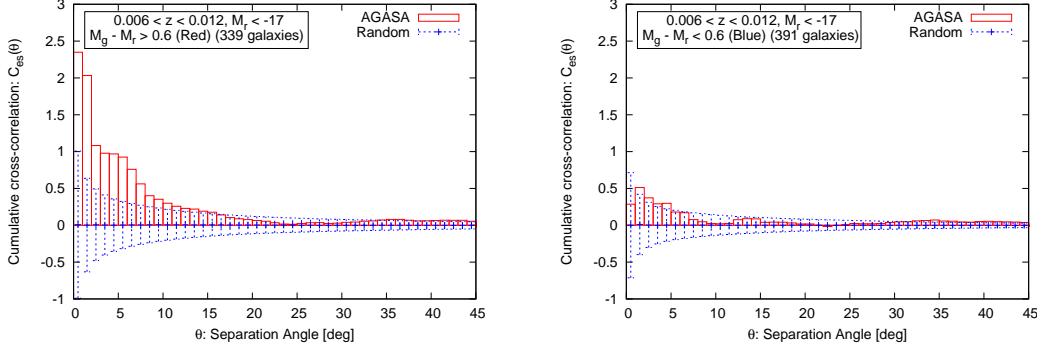 0.006 < z < 0.012, M_r < -17
M_g - M_r > 0.6 (Red) (339 galaxies)
AGASA
Random
Cumulative cross-correlation: C_es(θ)
3
2.5
2
1.5
1
0.5
0
-0.5
-1
0 5 10 15 20 25 30 35 40 45
θ: Separation Angle [deg]
0.006 < z < 0.012, M_r < -17
M_g - M_r < 0.6 (Blue) (391 galaxies)
AGASA
Random
Cumulative cross-correlation: C_es(θ)
3
2.5
2
1.5
1
0.5
0
-0.5
-1
0 5 10 15 20 25 30 35 40 45
θ: Separation Angle [deg]